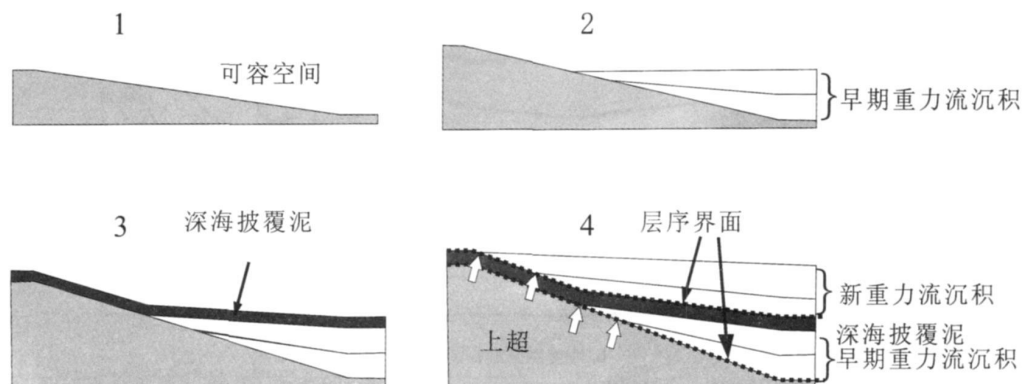 1
可容空间
2
早期重力流沉积
3
深海披覆泥
4
层序界面
上超
新重力流沉积
深海披覆泥
早期重力流沉积